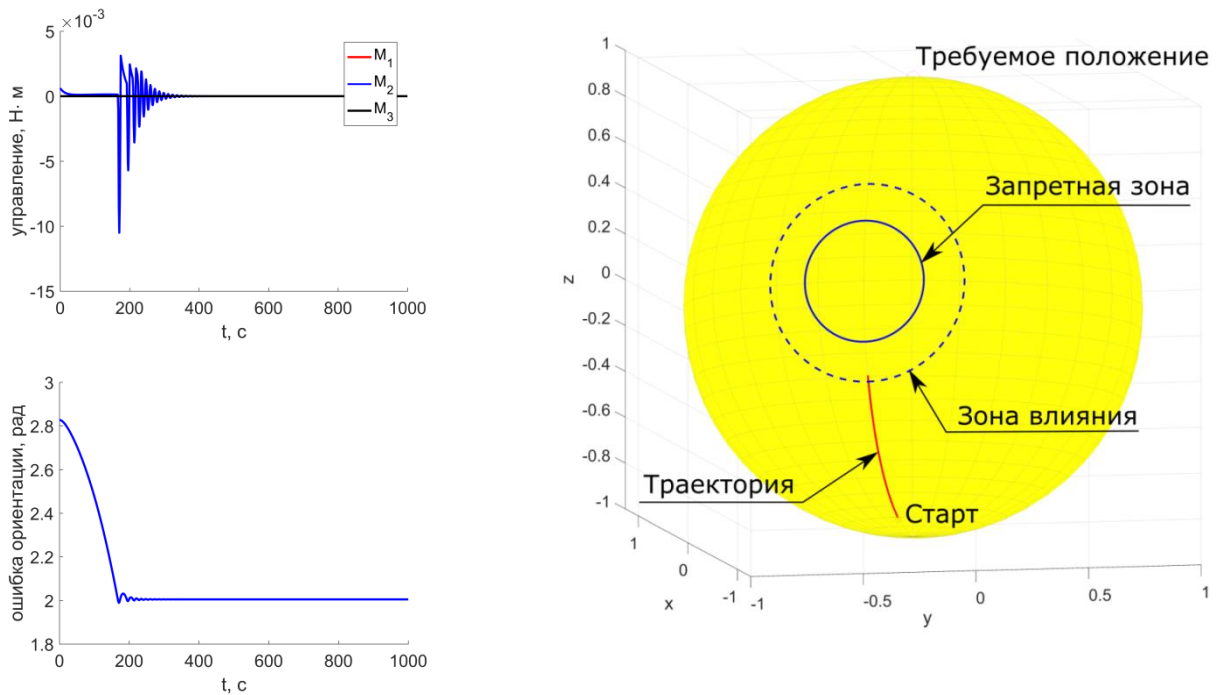 ×10⁻³
5
0
-5
-10
-15
управление, Н· м
M₁
M₂
M₃
0
200
400
600
800
1000
t, с
3
2.8
2.6
2.4
2.2
2
1.8
ошибка ориентации, рад
0
200
400
600
800
1000
t, с
Требуемое положение
Запретная зона
Зона влияния
Траектория
Старт
1
0.8
0.6
0.4
0.2
0
-0.2
-0.4
-0.6
-0.8
-1
z
1
0
-1
x
-1
-0.5
0
0.5
1
y